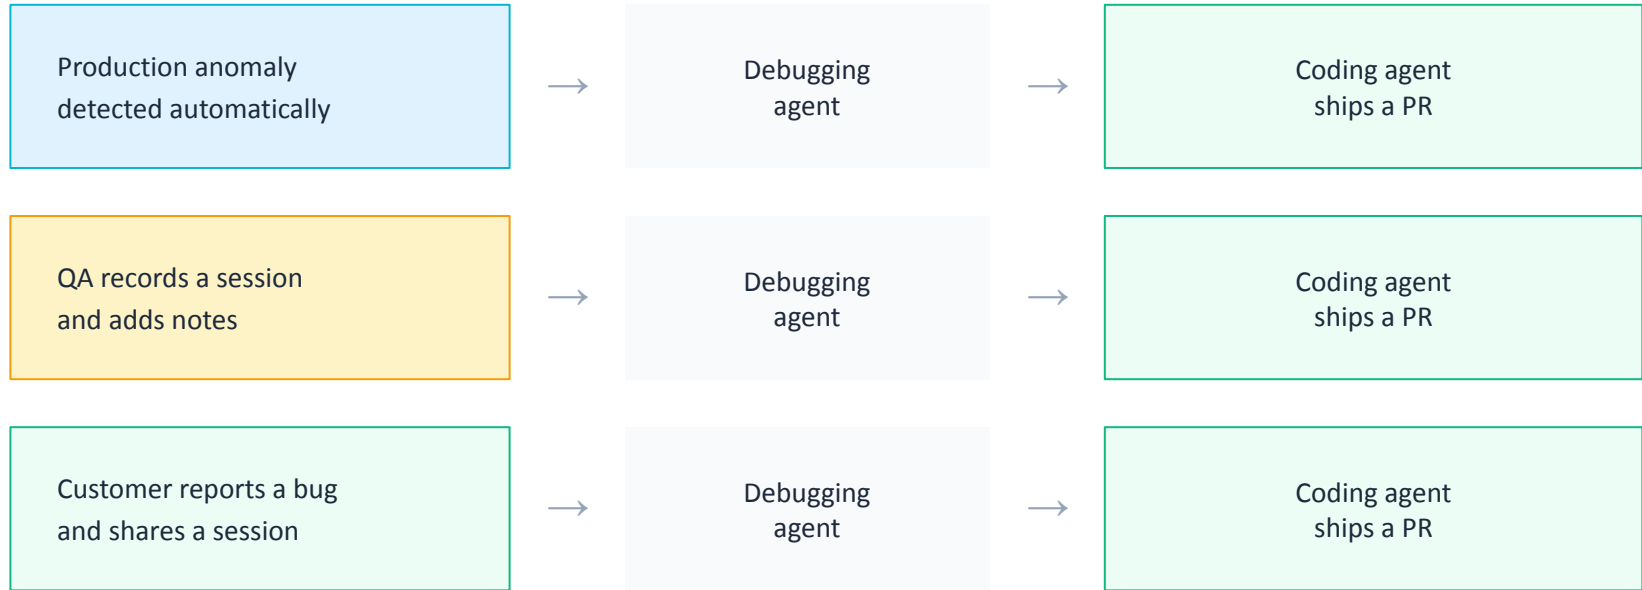 Production anomaly
detected automatically
→
Debugging
agent
→
Coding agent
ships a PR
QA records a session
and adds notes
→
Debugging
agent
→
Coding agent
ships a PR
Customer reports a bug
and shares a session
→
Debugging
agent
→
Coding agent
ships a PR